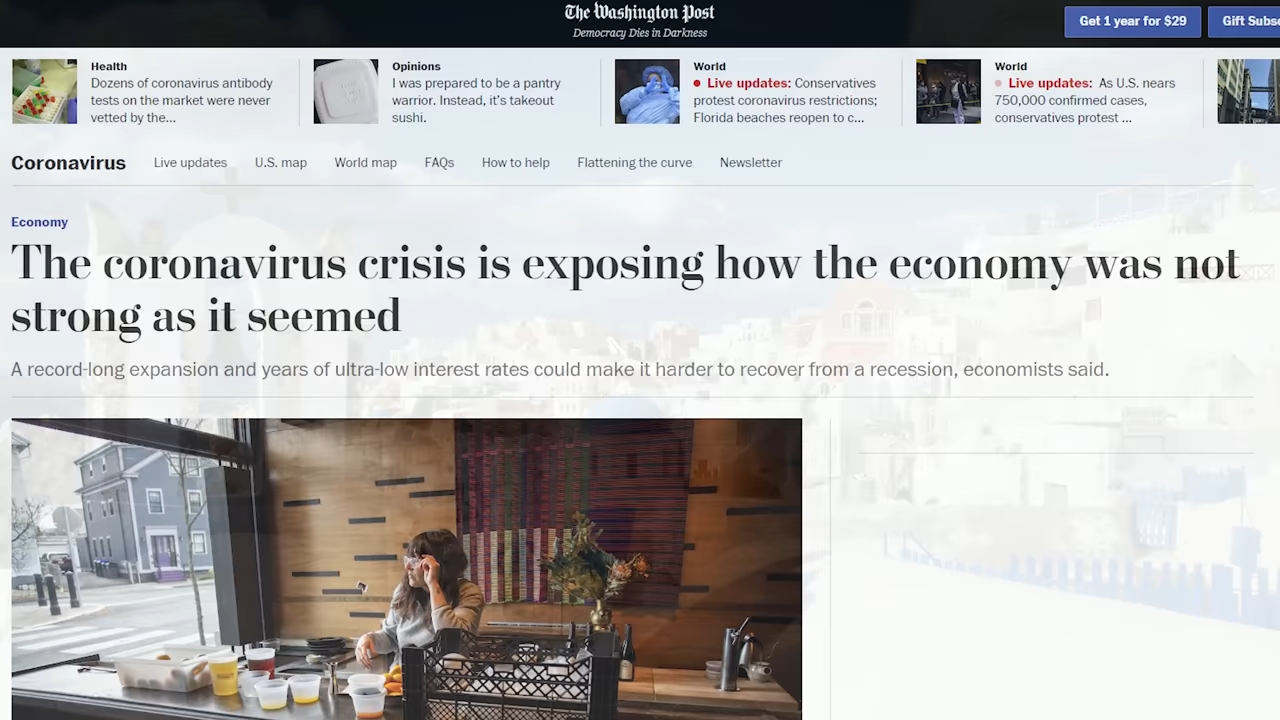 The Washington Post
Democracy Dies in Darkness
Get 1 year for $29
Gift Subsc
Health
Dozens of coronavirus antibody
tests on the market were never
vetted by the...
Opinions
I was prepared to be a pantry
warrior. Instead, it's takeout
sushi.
World
Live updates: Conservatives
protest coronavirus restrictions;
Florida beaches reopen to c...
World
Live updates: As U.S. nears
750,000 confirmed cases,
conservatives protest ...
Coronavirus Live updates U.S. map World map FAQs How to help Flattening the curve Newsletter
Economy
The coronavirus crisis is exposing how the economy was not
strong as it seemed
A record-long expansion and years of ultra-low interest rates could make it harder to recover from a recession, economists said.